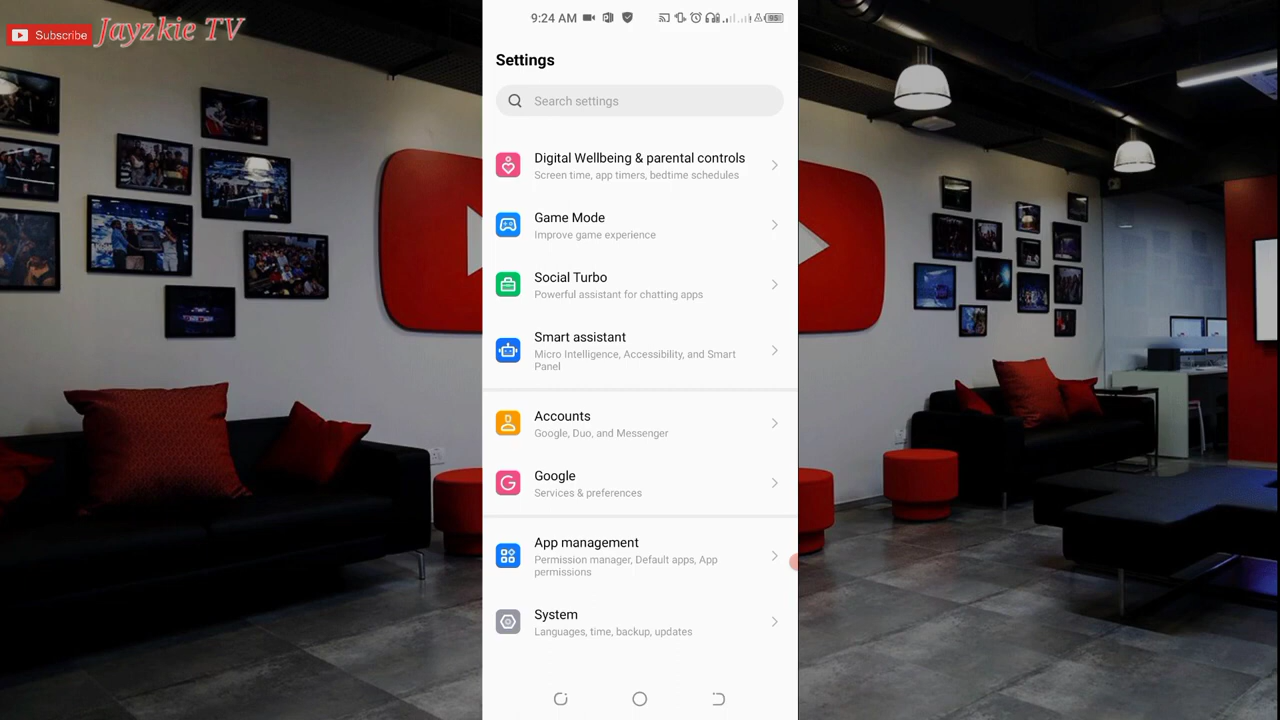 Subscribe
Jayzkie TV
9:24 AM
95
Settings
Search settings
Digital Wellbeing & parental controls
Screen time, app timers, bedtime schedules
Game Mode
Improve game experience
Social Turbo
Powerful assistant for chatting apps
Smart assistant
Micro Intelligence, Accessibility, and Smart
Panel
Accounts
Google, Duo, and Messenger
Google
Services & preferences
App management
Permission manager, Default apps, App
permissions
System
Languages, time, backup, updates